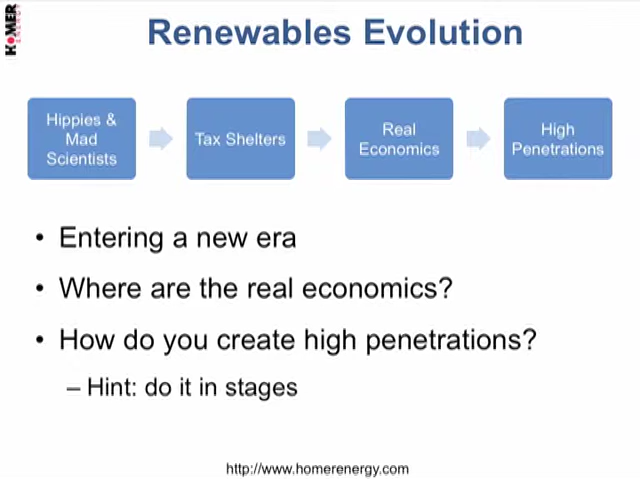 HOMER
ENERGY
Renewables Evolution
Hippies &
Mad
Scientists
Tax Shelters
Real
Economics
High
Penetrations
• Entering a new era
• Where are the real economics?
• How do you create high penetrations?
– Hint: do it in stages
http://www.homerenergy.com